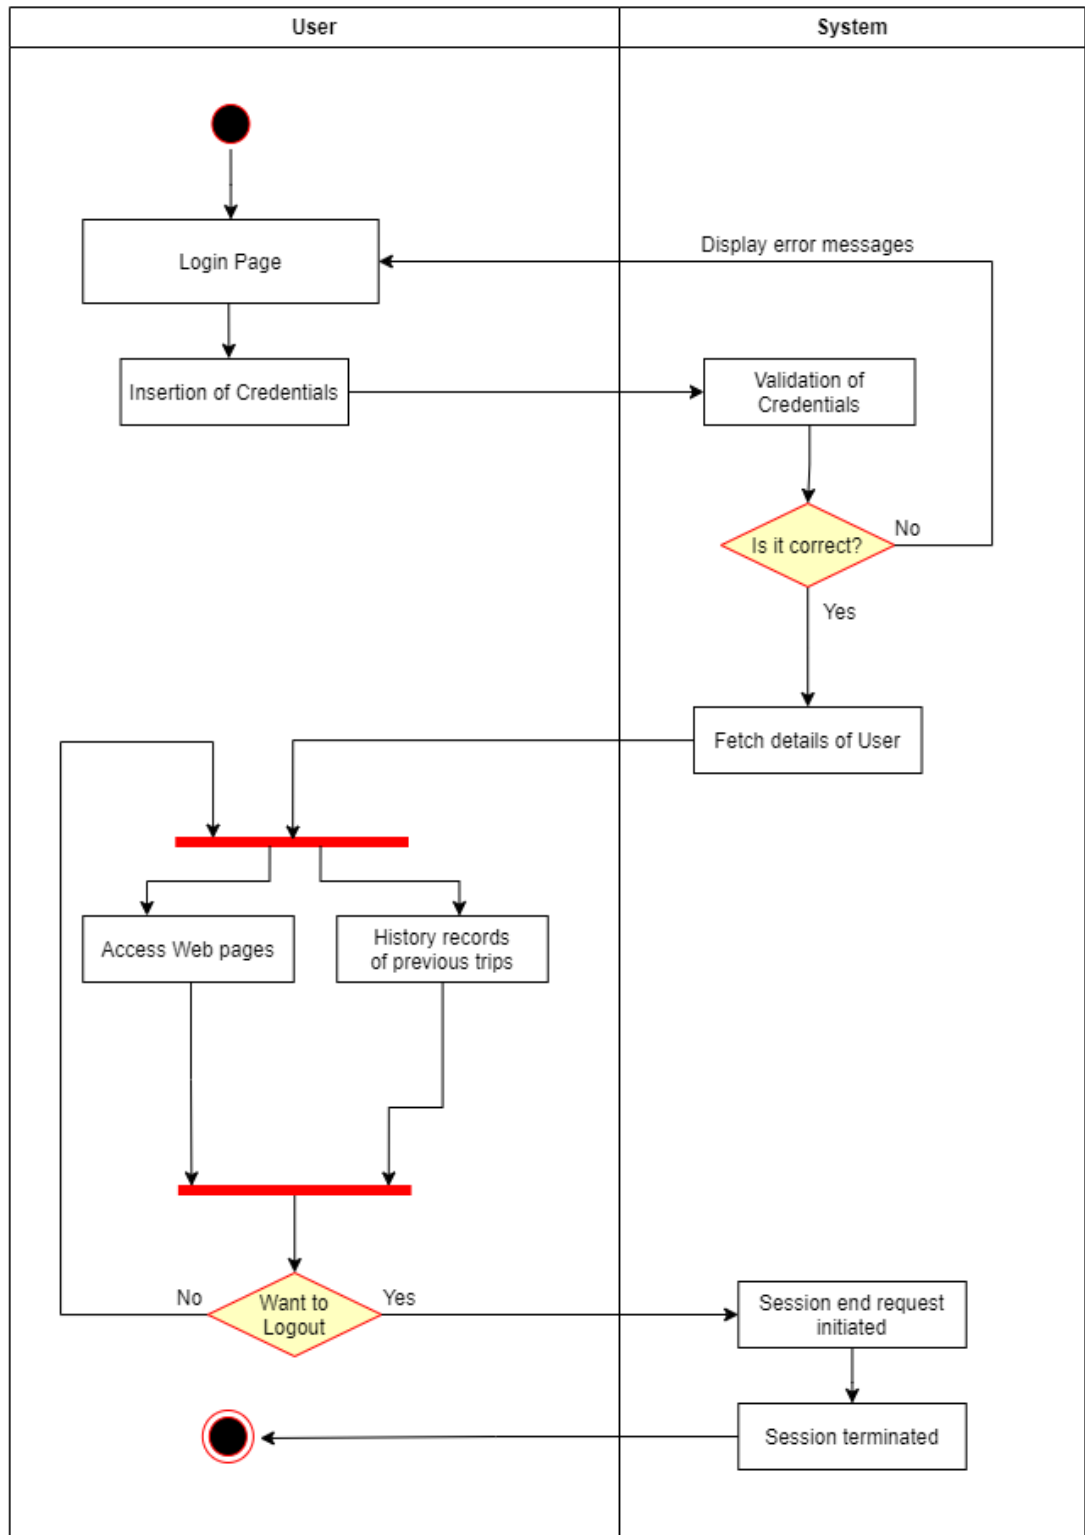 User
System
Display error messages
Login Page
Insertion of Credentials
Validation of
Credentials
Is it correct?
No
Yes
Fetch details of User
Access Web pages
History records
of previous trips
No
Want to
Logout
Yes
Session end request
initiated
Session terminated